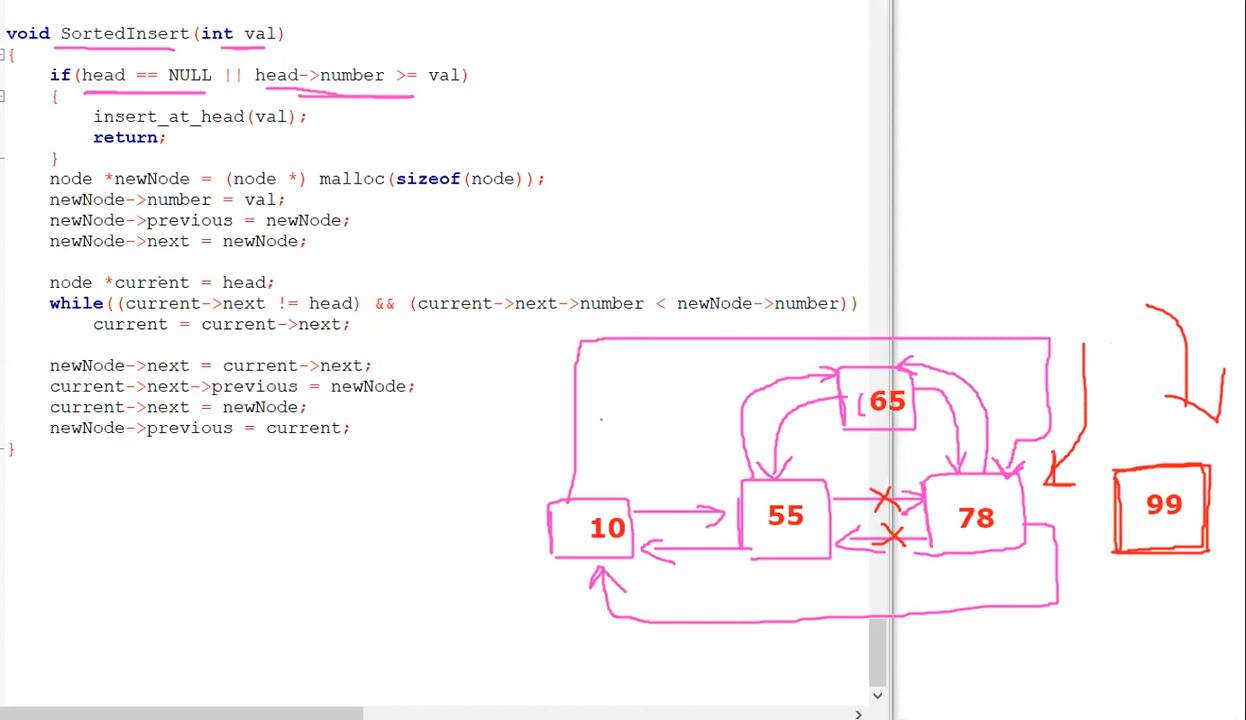 void SortedInsert(int val)
{
if(head == NULL || head->number >= val)
{
insert_at_head(val);
return;
}
node *newNode = (node *) malloc(sizeof(node));
newNode->number = val;
newNode->previous = newNode;
newNode->next = newNode;
node *current = head;
while((current->next != head) && (current->next->number < newNode->number))
current = current->next;
newNode->next = current->next;
current->next->previous = newNode;
current->next = newNode;
newNode->previous = current;
}
65
10
55
78
99